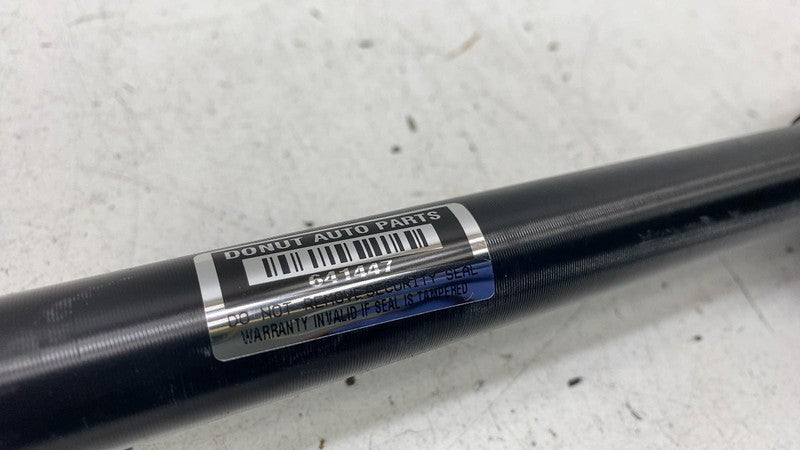 DONUT AUTO PARTS
641447
DO NOT REMOVE SECURITY SEAL
WARRANTY INVALID IF SEAL IS TAMPERED